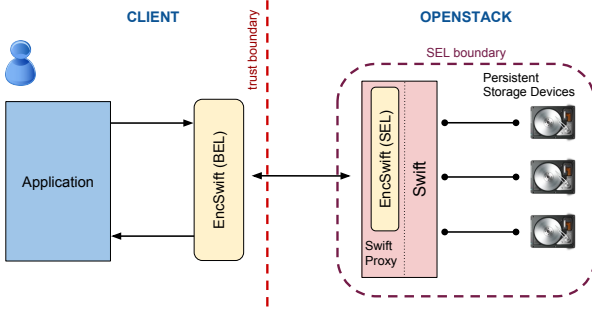 CLIENT
OPENSTACK
trust boundary
SEL boundary
Persistent
Storage Devices
Application
EncSwift (BEL)
EncSwift (SEL)
Swift
Swift
Proxy